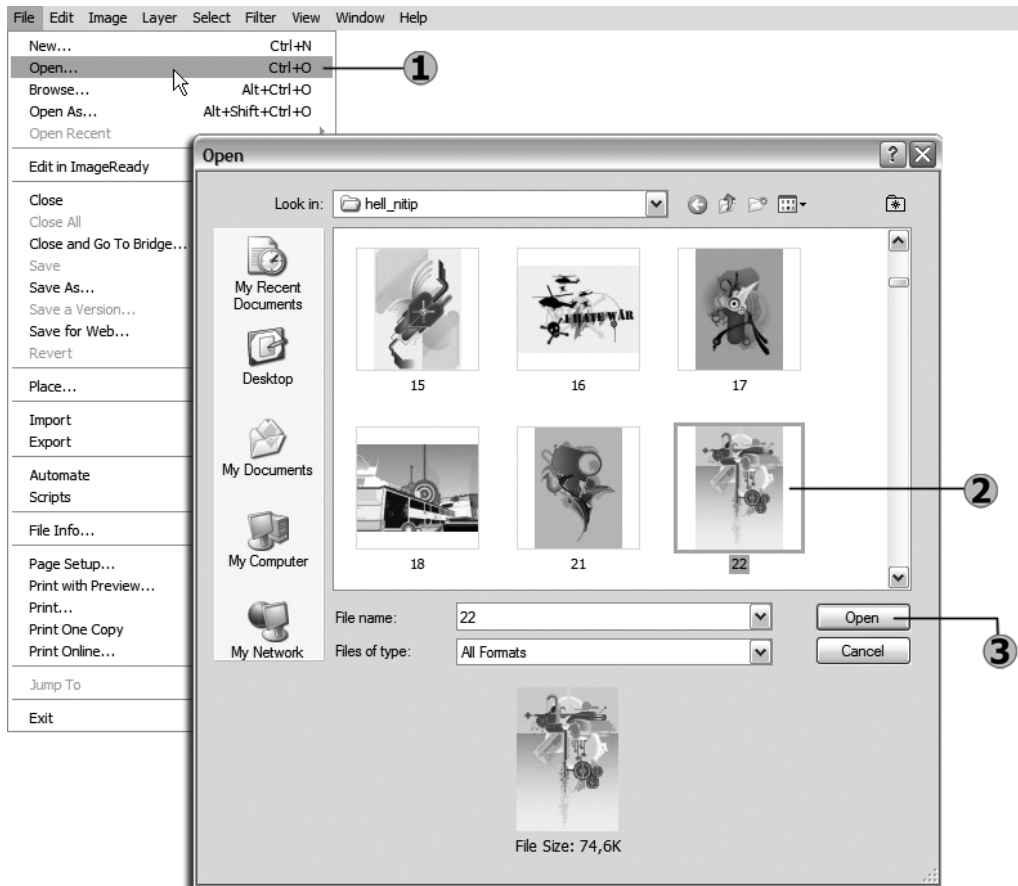 File Edit Image Layer Select Filter View Window Help
New... Ctrl+N
Open... Ctrl+O
1
Browse... Alt+Ctrl+O
Open As... Alt+Shift+Ctrl+O
Open Recent
Edit in ImageReady
Close
Close All
Close and Go To Bridge...
Save
Save As...
Save a Version...
Save for Web...
Revert
Place...
Import
Export
Automate
Scripts
File Info...
Page Setup...
Print with Preview...
Print...
Print One Copy
Print Online...
Jump To
Exit
Open
?
Look in: hell_nitip
My Recent
Documents
Desktop
My Documents
My Computer
My Network
I HATE WAR
15 16 17
2
18 21 22
File name: 22 Open
3
Files of type: All Formats Cancel
File Size: 74,6K